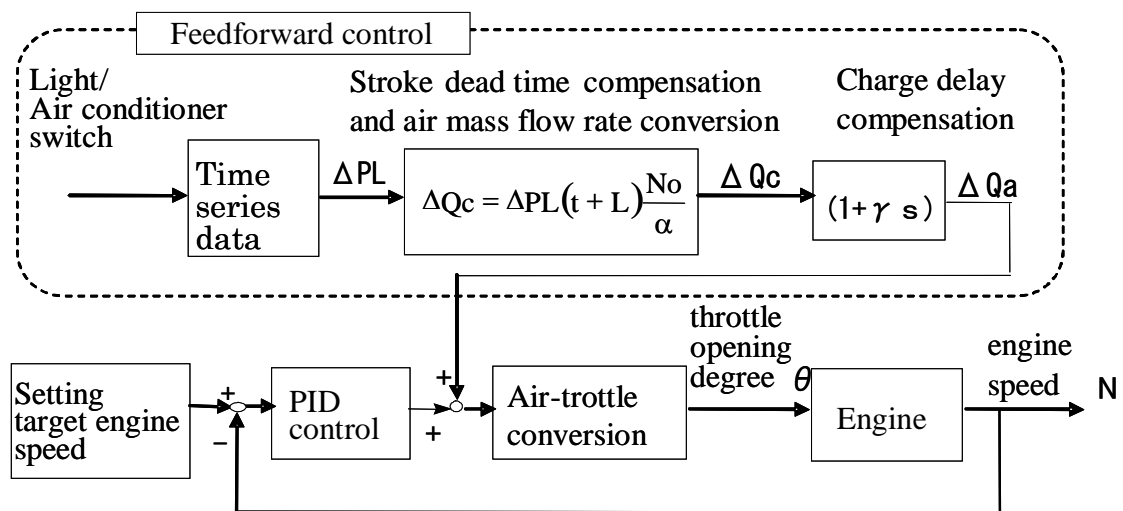 Feedforward control
Light/
Air conditioner
switch
Stroke dead time compensation
and air mass flow rate conversion
Charge delay
compensation
Time
series
data
ΔPL
ΔQc = ΔPL(t + L) No/α
ΔQc
(1+γ s)
ΔQa
Setting
target engine
speed
+
−
PID
control
+
+
Air-trottle
conversion
throttle
opening
degree θ
Engine
engine
speed
N